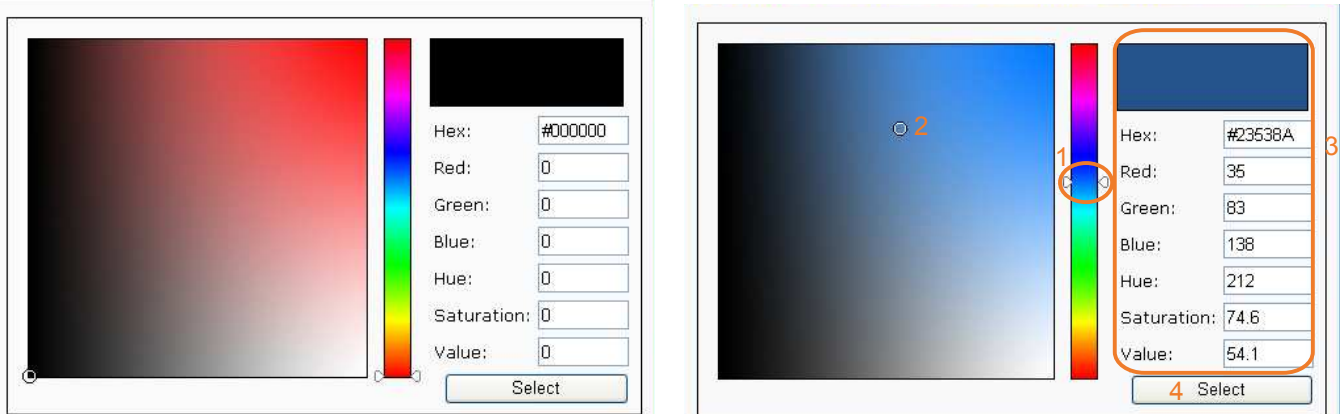 Hex: #000000
Red: 0
Green: 0
Blue: 0
Hue: 0
Saturation: 0
Value: 0
Select
2
1
3
Hex: #23538A
Red: 35
Green: 83
Blue: 138
Hue: 212
Saturation: 74.6
Value: 54.1
4 Select